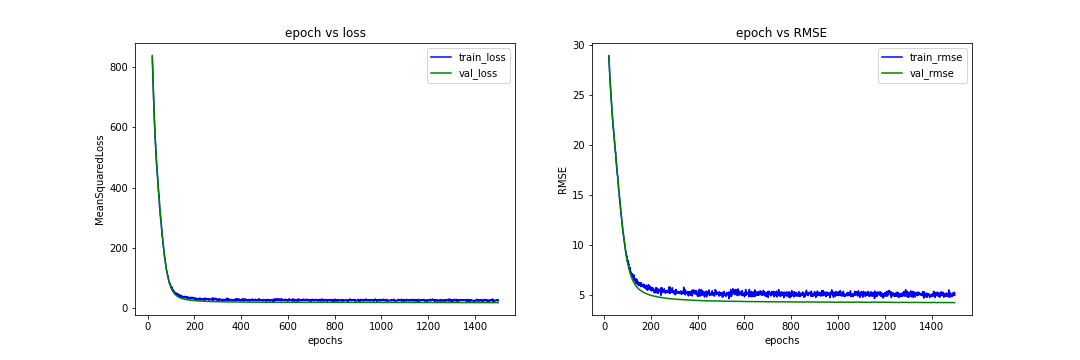 epoch vs loss
MeanSquaredLoss
800
600
400
200
0
train_loss
val_loss
0 200 400 600 800 1000 1200 1400
epochs
epoch vs RMSE
RMSE
30
25
20
15
10
5
train_rmse
val_rmse
0 200 400 600 800 1000 1200 1400
epochs